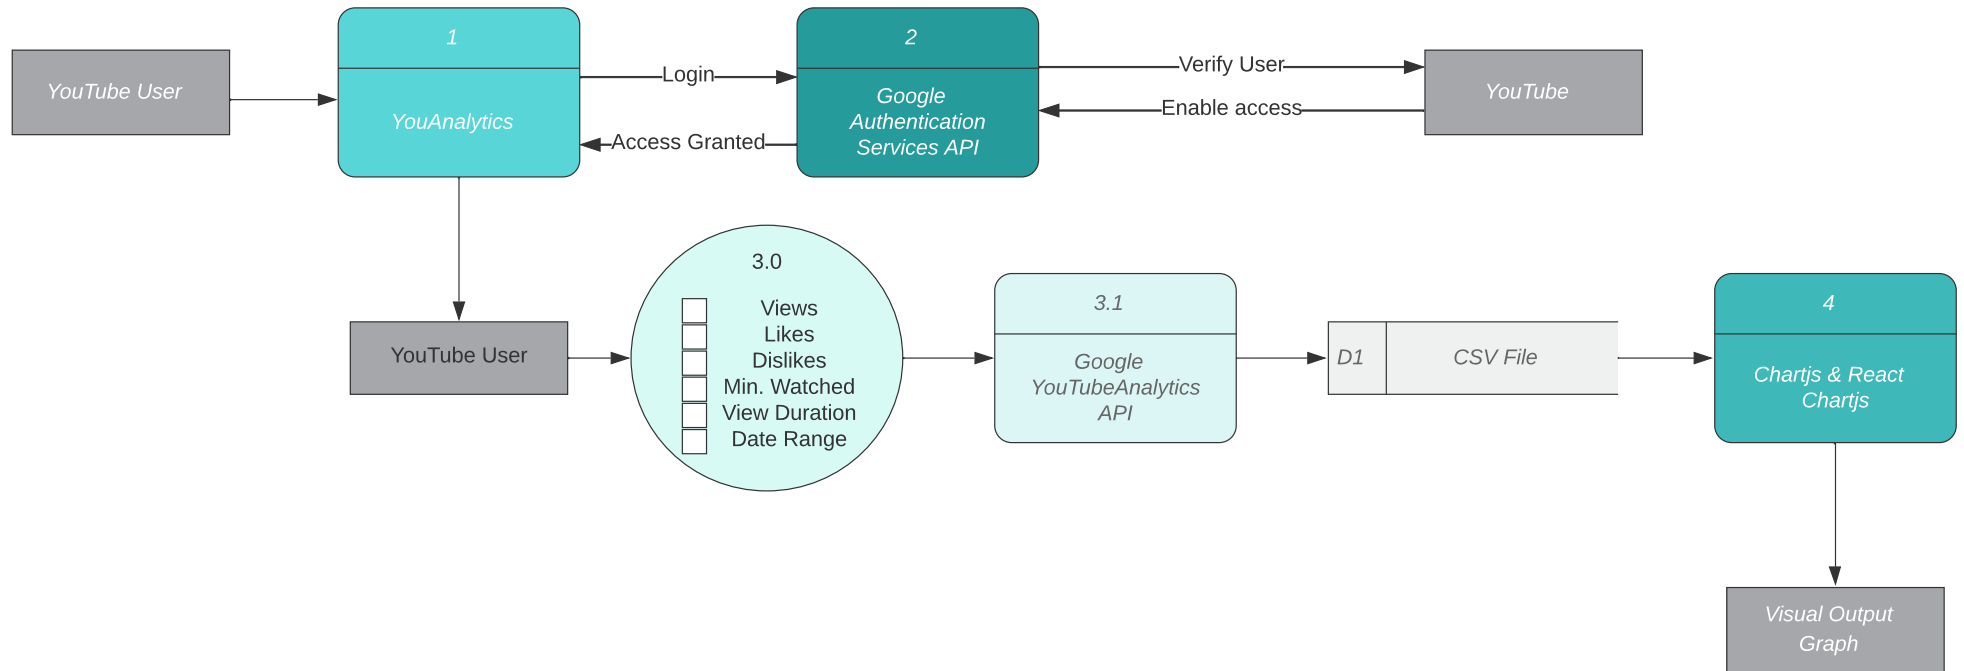 YouTube User
1
YouAnalytics
Login
Access Granted
2
Google
Authentication
Services API
Verify User
Enable access
YouTube
YouTube User
3.0
Views
Likes
Dislikes
Min. Watched
View Duration
Date Range
3.1
Google
YouTubeAnalytics
API
D1
CSV File
4
Chartjs & React
Chartjs
Visual Output
Graph